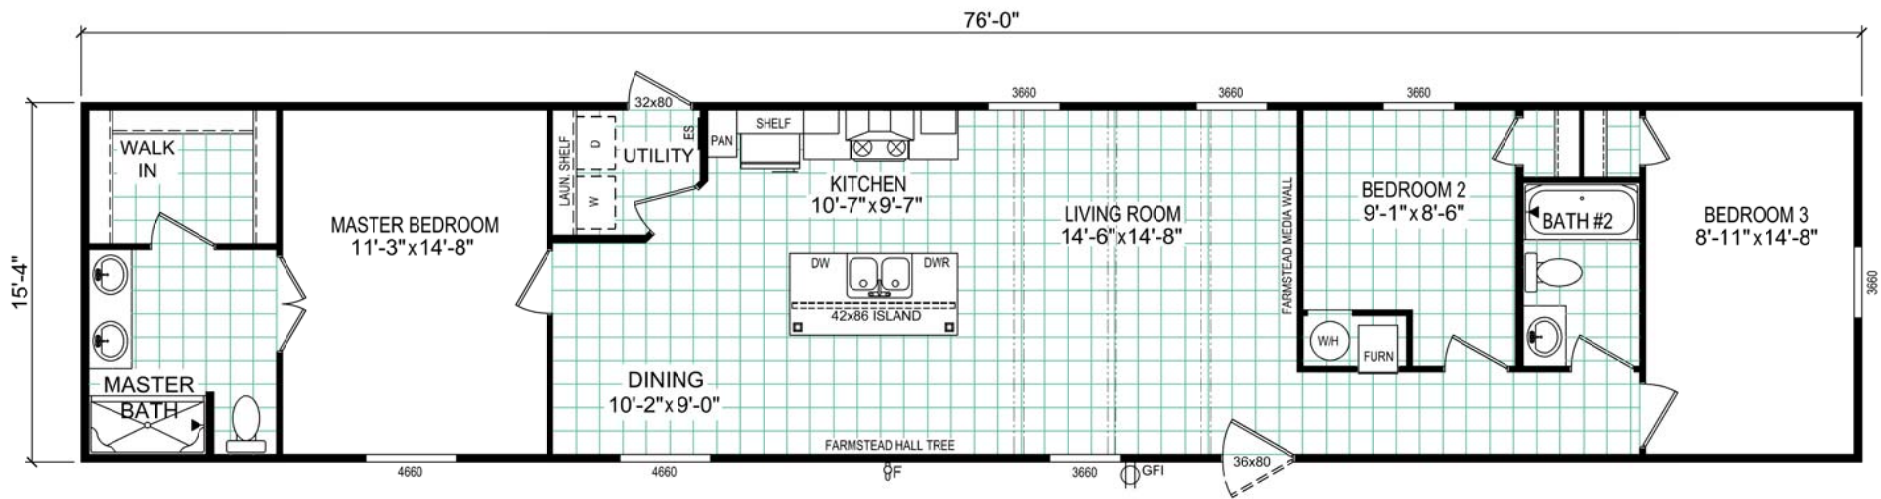 76'-0"
15'-4"
3660
3660
3660
32x80
WALK
IN
LAUN. SHELF
D
W
ES
UTILITY
PAN
SHELF
KITCHEN
10'-7"x9'-7"
MASTER BEDROOM
11'-3"x14'-8"
LIVING ROOM
14'-6"x14'-8"
FARMSTEAD MEDIA WALL
BEDROOM 2
9'-1"x8'-6"
BATH #2
BEDROOM 3
8'-11"x14'-8"
3660
DW
DWR
42x86 ISLAND
W/H
FURN
MASTER
BATH
DINING
10'-2"x9'-0"
FARMSTEAD HALL TREE
4660
4660
F
3660
GFI
36x80